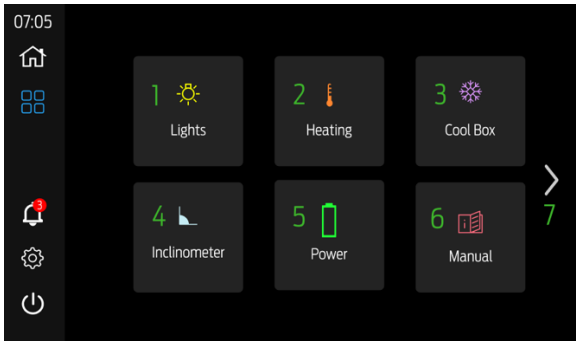 07:05
1
Lights
2
Heating
3
Cool Box
3
4
Inclinometer
5
Power
6
i
Manual
7